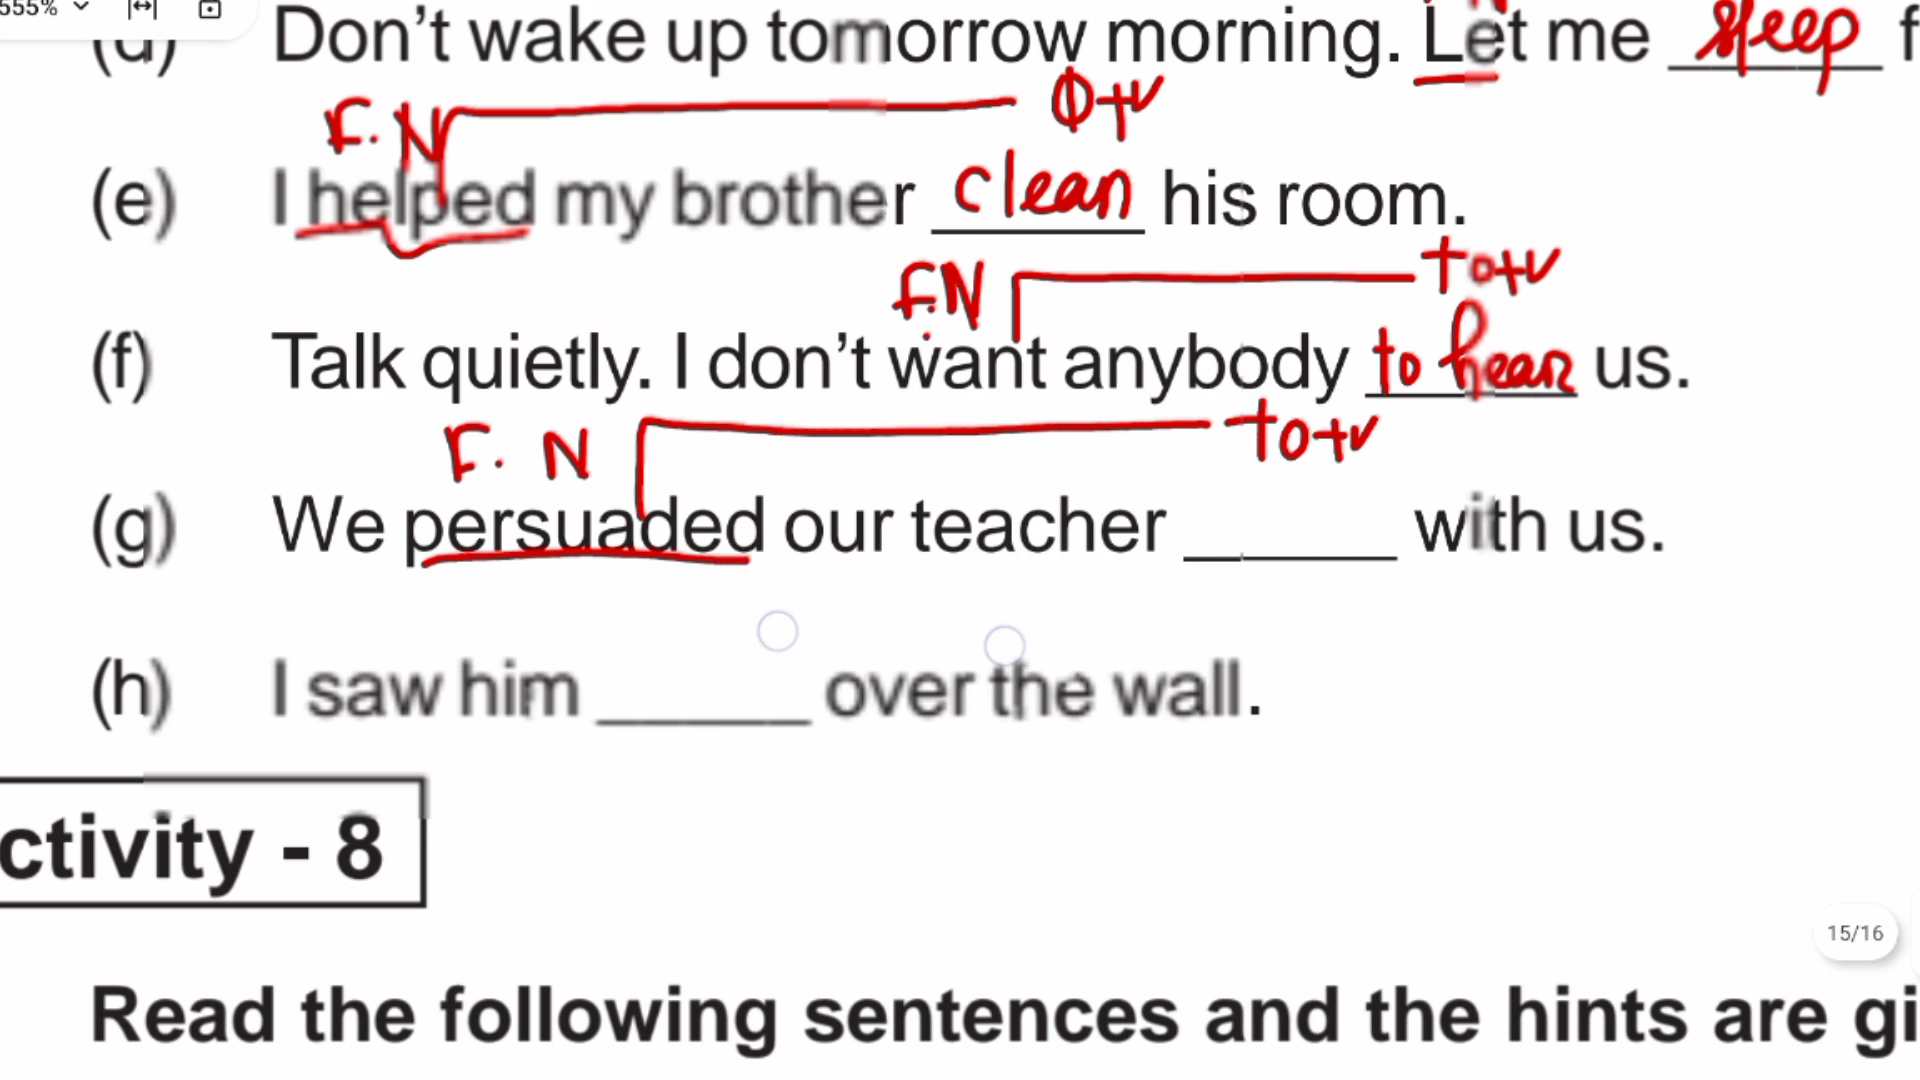 555%
(d) Don't wake up tomorrow morning. Let me sleep f
F. N Ø+v
(e) I helped my brother clean his room.
F.N to+v
(f) Talk quietly. I don't want anybody to hear us.
F. N to+v
(g) We persuaded our teacher ______ with us.
(h) I saw him ______ over the wall.
ctivity - 8
15/16
Read the following sentences and the hints are gi